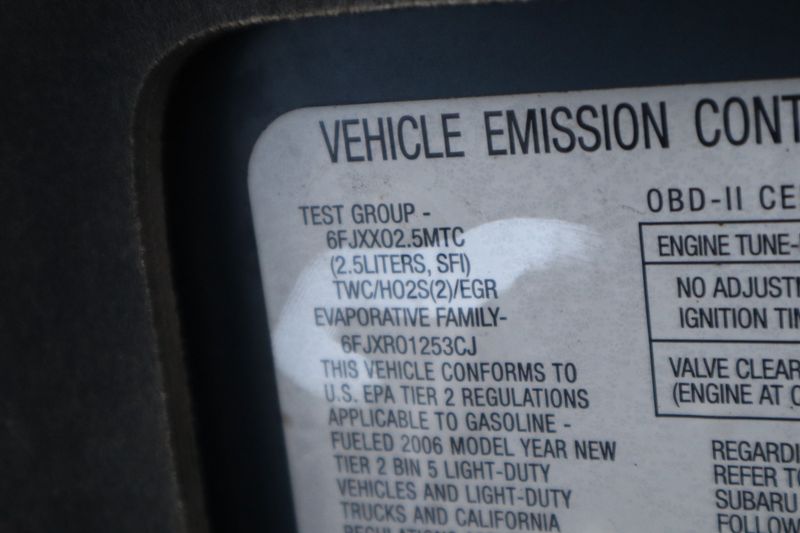 VEHICLE EMISSION CONT
TEST GROUP -
6FJXX02.5MTC
(2.5LITERS, SFI)
TWC/HO2S(2)/EGR
EVAPORATIVE FAMILY-
6FJXR01253CJ
THIS VEHICLE CONFORMS TO
U.S. EPA TIER 2 REGULATIONS
APPLICABLE TO GASOLINE -
FUELED 2006 MODEL YEAR NEW
TIER 2 BIN 5 LIGHT-DUTY
VEHICLES AND LIGHT-DUTY
TRUCKS AND CALIFORNIA
OBD-II CE
ENGINE TUNE-
NO ADJUSTM
IGNITION TIM
VALVE CLEAR
(ENGINE AT C
REGARDI
REFER TO
SUBARU
FOLLOW